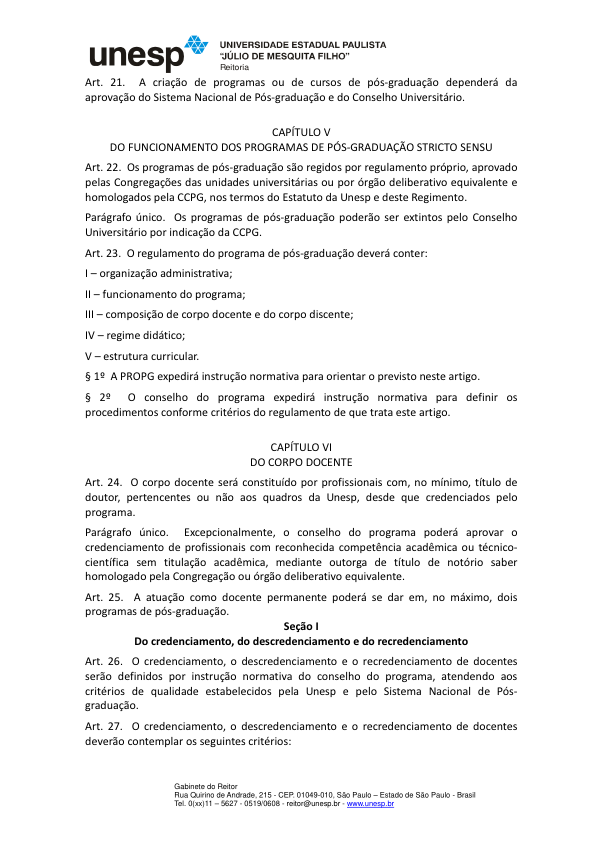 unesp
UNIVERSIDADE ESTADUAL PAULISTA
"JÚLIO DE MESQUITA FILHO"
Reitoria
Art. 21. A criação de programas ou de cursos de pós-graduação dependerá da
aprovação do Sistema Nacional de Pós-graduação e do Conselho Universitário.
CAPÍTULO V
DO FUNCIONAMENTO DOS PROGRAMAS DE PÓS-GRADUAÇÃO STRICTO SENSU
Art. 22. Os programas de pós-graduação são regidos por regulamento próprio, aprovado
pelas Congregações das unidades universitárias ou por órgão deliberativo equivalente e
homologados pela CCPG, nos termos do Estatuto da Unesp e deste Regimento.
Parágrafo único. Os programas de pós-graduação poderão ser extintos pelo Conselho
Universitário por indicação da CCPG.
Art. 23. O regulamento do programa de pós-graduação deverá conter:
I – organização administrativa;
II – funcionamento do programa;
III – composição de corpo docente e do corpo discente;
IV – regime didático;
V – estrutura curricular.
§ 1º A PROPG expedirá instrução normativa para orientar o previsto neste artigo.
§ 2º O conselho do programa expedirá instrução normativa para definir os
procedimentos conforme critérios do regulamento de que trata este artigo.
CAPÍTULO VI
DO CORPO DOCENTE
Art. 24. O corpo docente será constituído por profissionais com, no mínimo, título de
doutor, pertencentes ou não aos quadros da Unesp, desde que credenciados pelo
programa.
Parágrafo único. Excepcionalmente, o conselho do programa poderá aprovar o
credenciamento de profissionais com reconhecida competência acadêmica ou técnico-
científica sem titulação acadêmica, mediante outorga de título de notório saber
homologado pela Congregação ou órgão deliberativo equivalente.
Art. 25. A atuação como docente permanente poderá se dar em, no máximo, dois
programas de pós-graduação.
Seção I
Do credenciamento, do descredenciamento e do recredenciamento
Art. 26. O credenciamento, o descredenciamento e o recredenciamento de docentes
serão definidos por instrução normativa do conselho do programa, atendendo aos
critérios de qualidade estabelecidos pela Unesp e pelo Sistema Nacional de Pós-
graduação.
Art. 27. O credenciamento, o descredenciamento e o recredenciamento de docentes
deverão contemplar os seguintes critérios:
Gabinete do Reitor
Rua Quirino de Andrade, 215 - CEP. 01049-010, São Paulo – Estado de São Paulo - Brasil
Tel. 0(xx)11 – 5627 - 0519/0608 - reitor@unesp.br - www.unesp.br